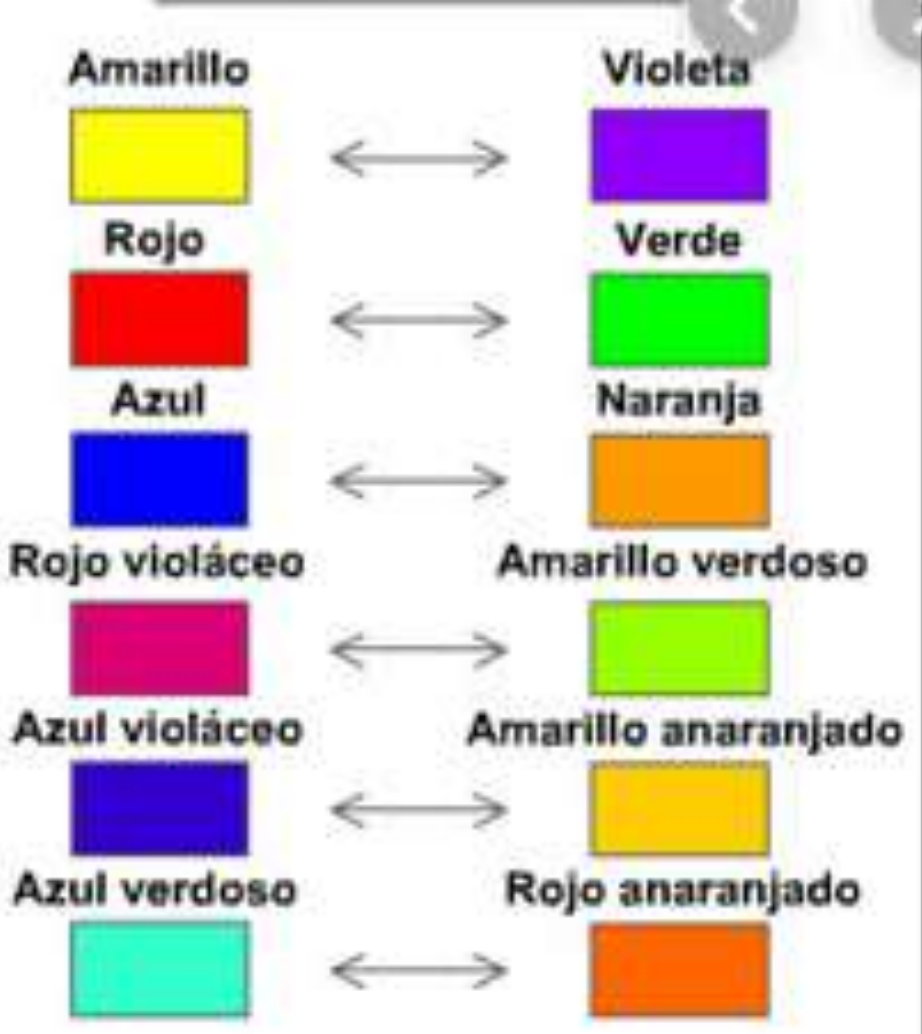 Amarillo Violeta
Rojo Verde
Azul Naranja
Rojo violáceo Amarillo verdoso
Azul violáceo Amarillo anaranjado
Azul verdoso Rojo anaranjado